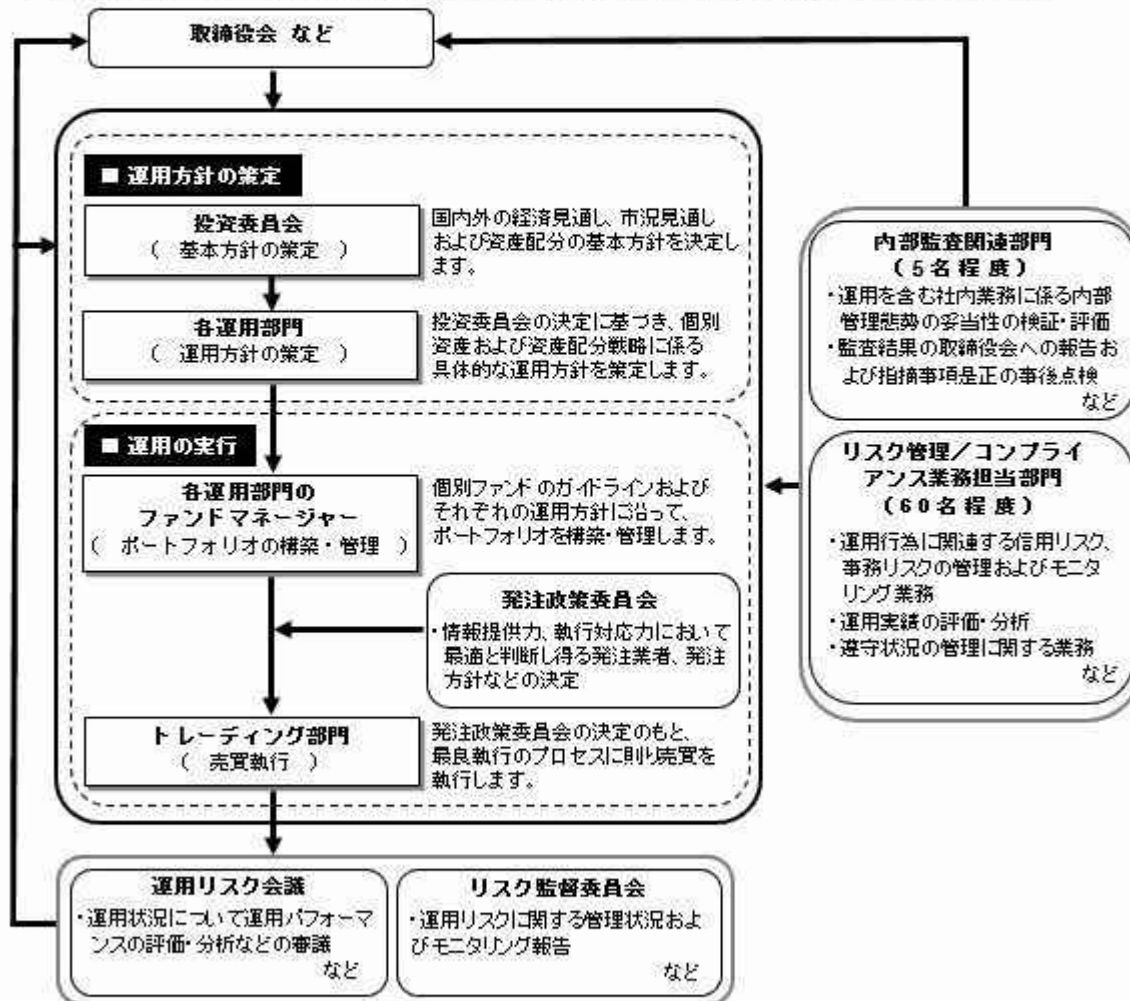 取締役会 など
■ 運用方針の策定
投資委員会
( 基本方針の策定 )
国内外の経済見通し、市況見通し
および資産配分の基本方針を決定し
ます。
各運用部門
( 運用方針の策定 )
投資委員会の決定に基づき、個別
資産および資産配分戦略に係る
具体的な運用方針を策定します。
■ 運用の実行
各運用部門の
ファンドマネージャー
( ポートフォリオの構築・管理 )
個別ファンドのガイドラインおよび
それぞれの運用方針に沿って、
ポートフォリオを構築・管理します。
発注政策委員会
・情報提供力、執行対応力において
最適と判断し得る発注業者、発注
方針などの決定
トレーディング部門
( 売買執行 )
発注政策委員会の決定のもと、
最良執行のプロセスに則り売買を
執行します。
内部監査関連部門
(5名程度)
・運用を含む社内業務に係る内部
管理態勢の妥当性の検証・評価
・監査結果の取締役会への報告お
よび指摘事項是正の事後点検
など
リスク管理/コンプライ
アンス業務担当部門
(60名程度)
・運用行為に関連する信用リスク、
事務リスクの管理およびモニタ
リング業務
・運用実績の評価・分析
・遵守状況の管理に関する業務
など
運用リスク会議
・運用状況について運用パフォーマ
ンスの評価・分析などの審議
など
リスク監督委員会
・運用リスクに関する管理状況およ
びモニタリング報告
など